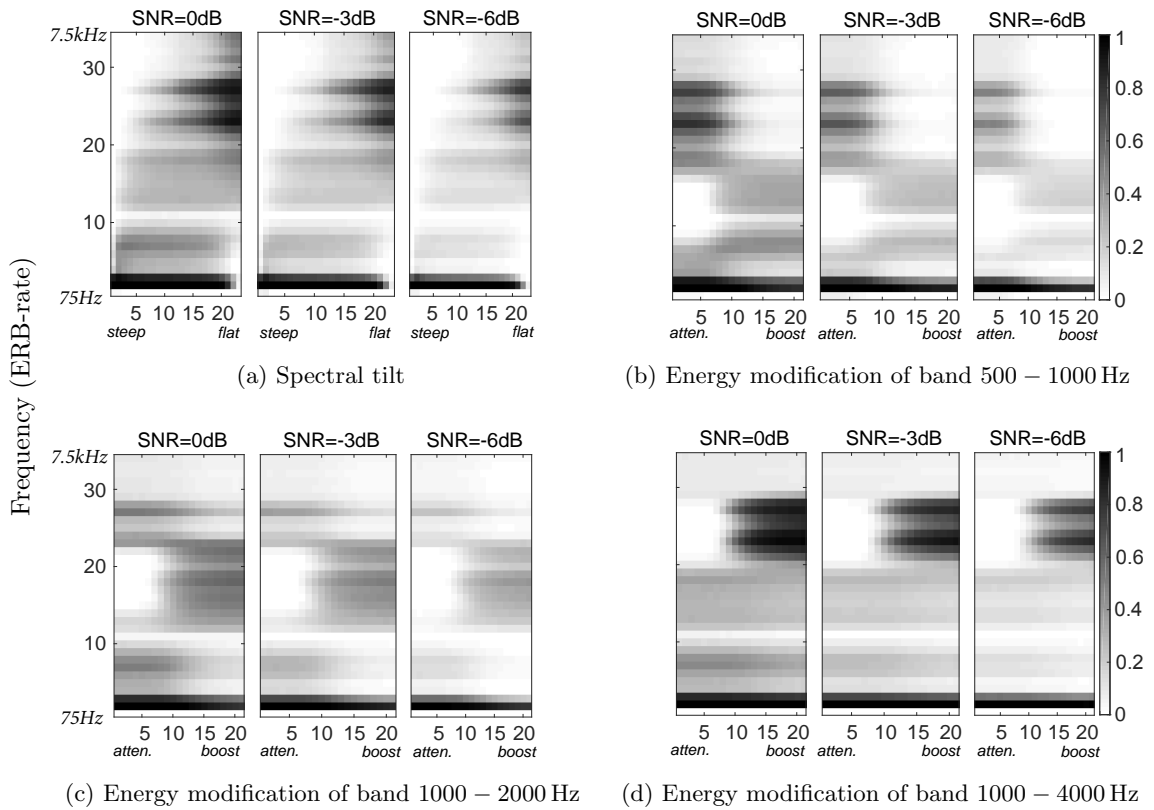 SNR=0dB SNR=-3dB SNR=-6dB
7.5kHz
30
20
10
75Hz
5 10 15 20 5 10 15 20 5 10 15 20
steep flat steep flat steep flat
(a) Spectral tilt
SNR=0dB SNR=-3dB SNR=-6dB
1
0.8
0.6
0.4
0.2
0
5 10 15 20 5 10 15 20 5 10 15 20
atten. boost atten. boost atten. boost
(b) Energy modification of band 500 – 1000 Hz
Frequency (ERB-rate)
SNR=0dB SNR=-3dB SNR=-6dB
7.5kHz
30
20
10
75Hz
5 10 15 20 5 10 15 20 5 10 15 20
atten. boost atten. boost atten. boost
(c) Energy modification of band 1000 – 2000 Hz
SNR=0dB SNR=-3dB SNR=-6dB
1
0.8
0.6
0.4
0.2
0
5 10 15 20 5 10 15 20 5 10 15 20
atten. boost atten. boost atten. boost
(d) Energy modification of band 1000 – 4000 Hz